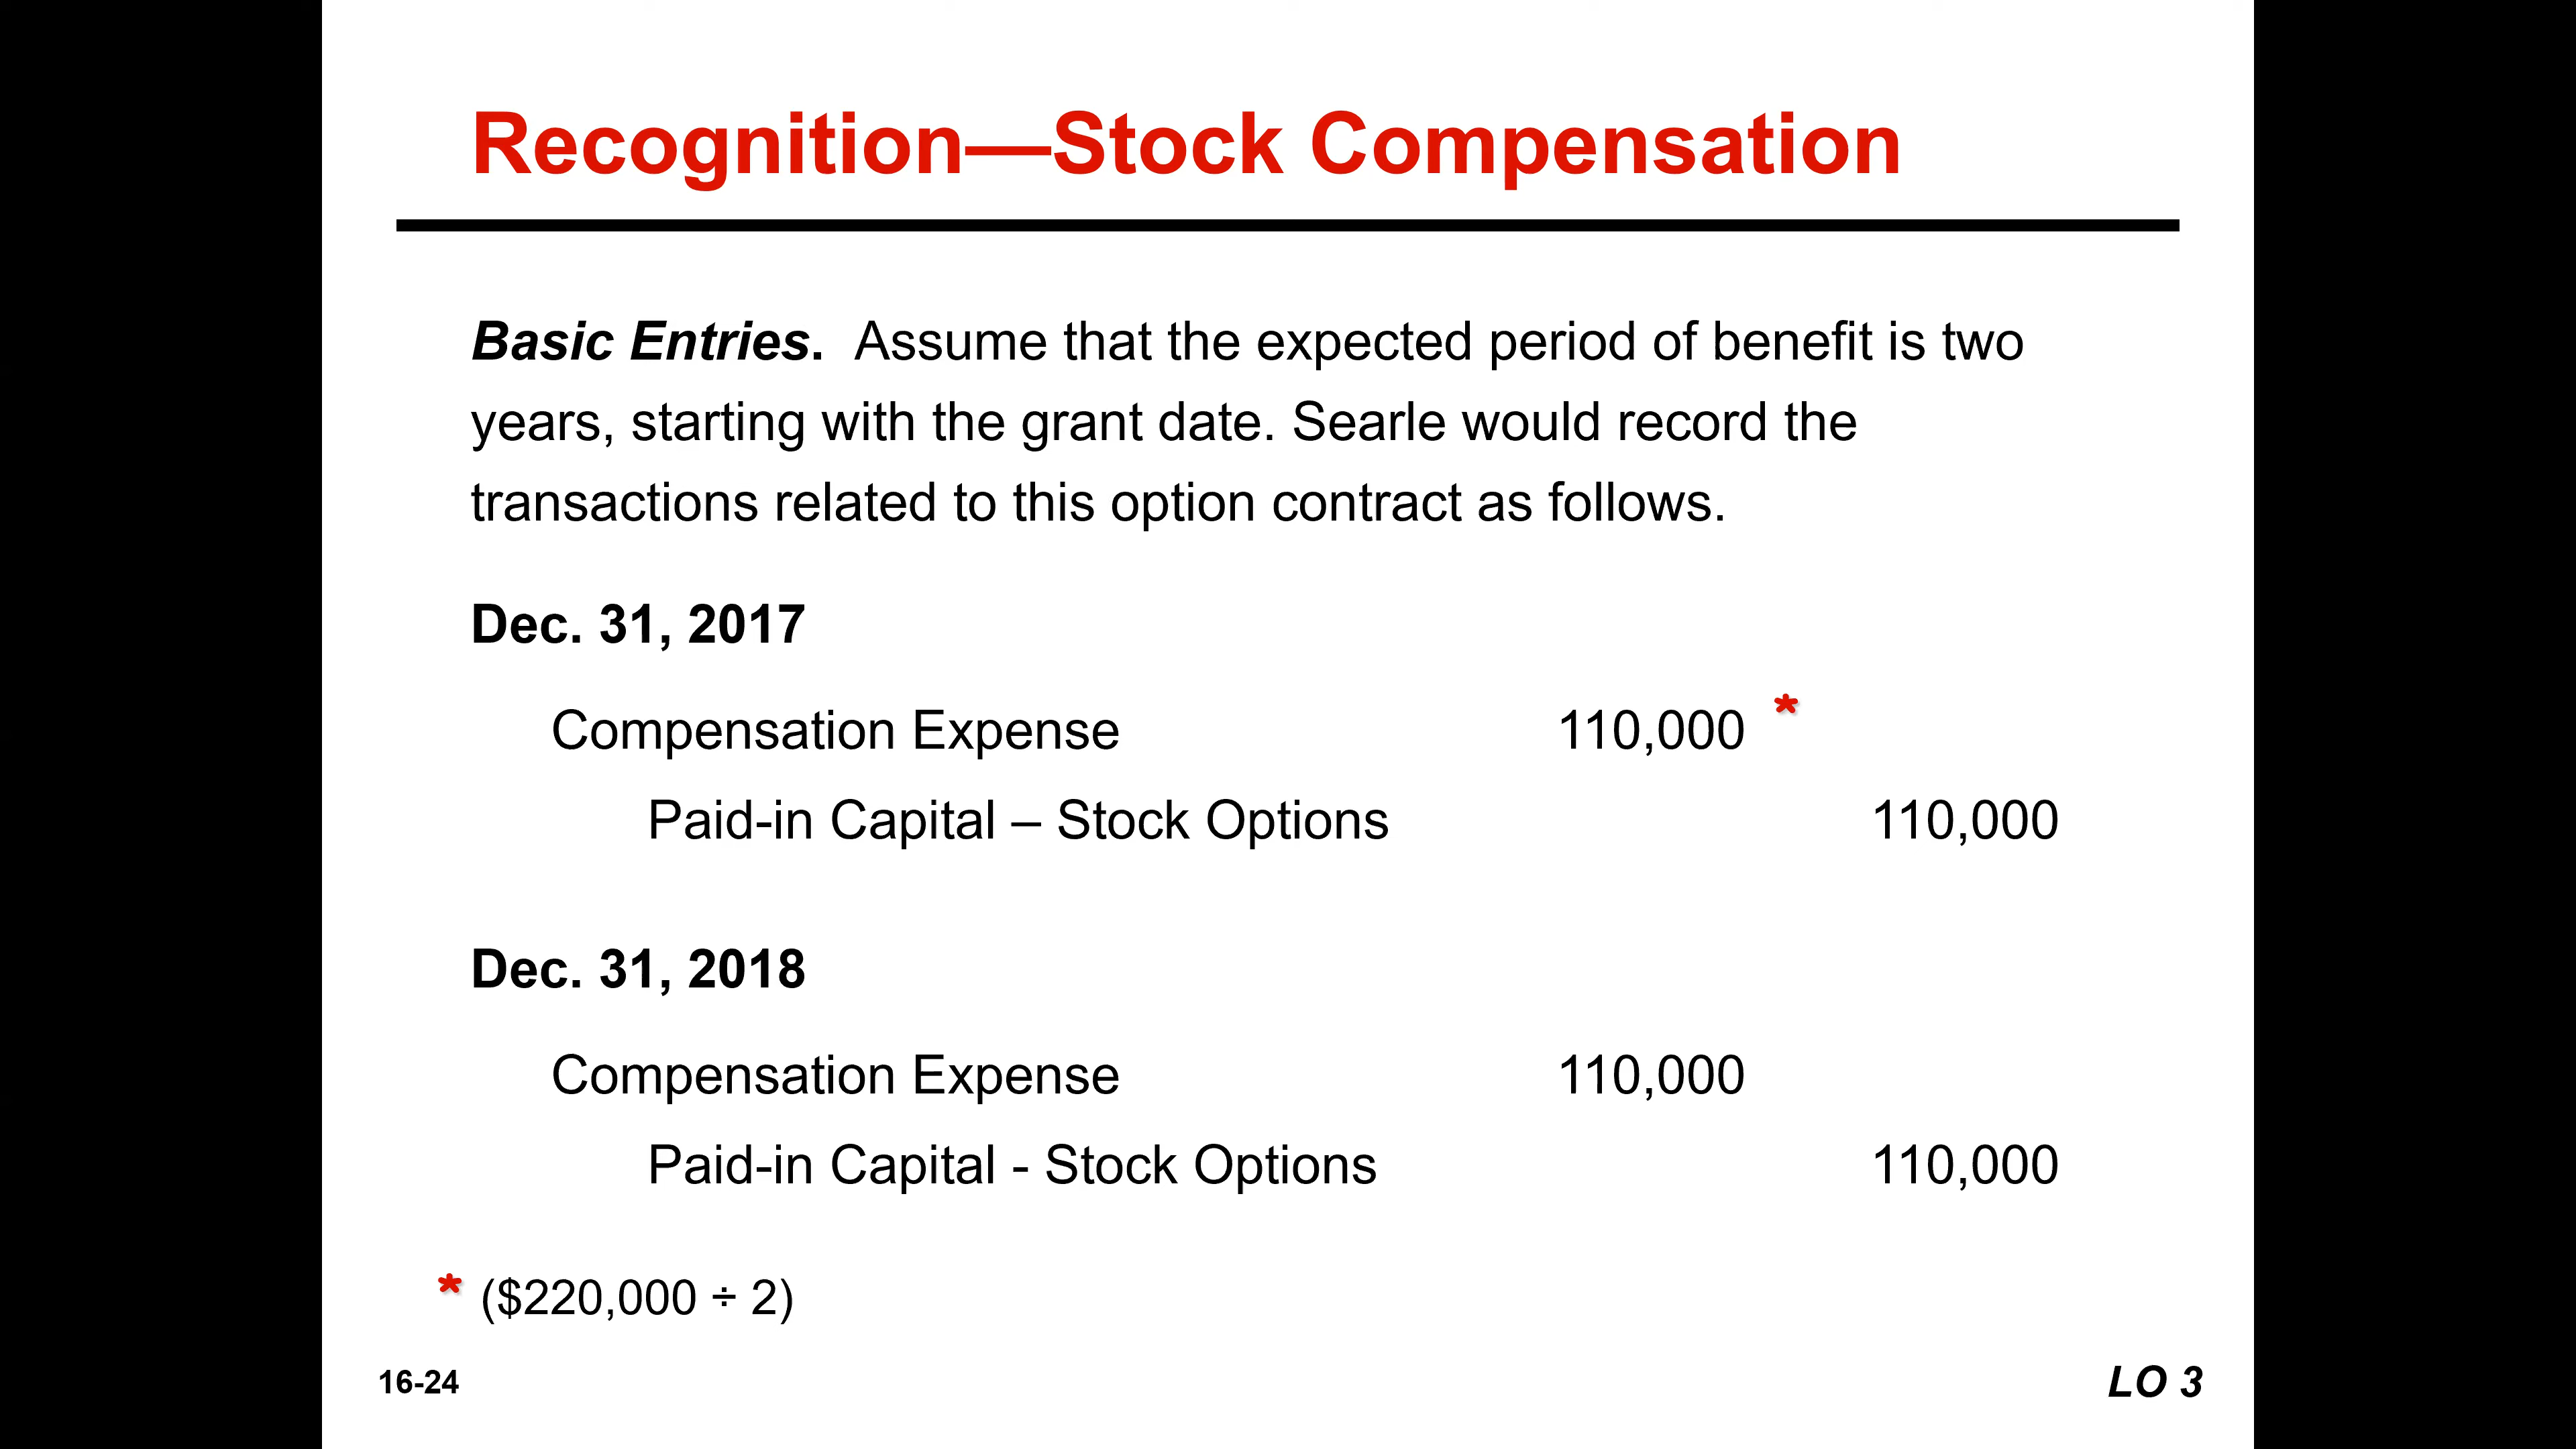 Recognition—Stock Compensation
Basic Entries. Assume that the expected period of benefit is two
years, starting with the grant date. Searle would record the
transactions related to this option contract as follows.
Dec. 31, 2017
Compensation Expense 110,000 *
Paid-in Capital – Stock Options 110,000
Dec. 31, 2018
Compensation Expense 110,000
Paid-in Capital - Stock Options 110,000
* ($220,000 ÷ 2)
16-24 LO 3